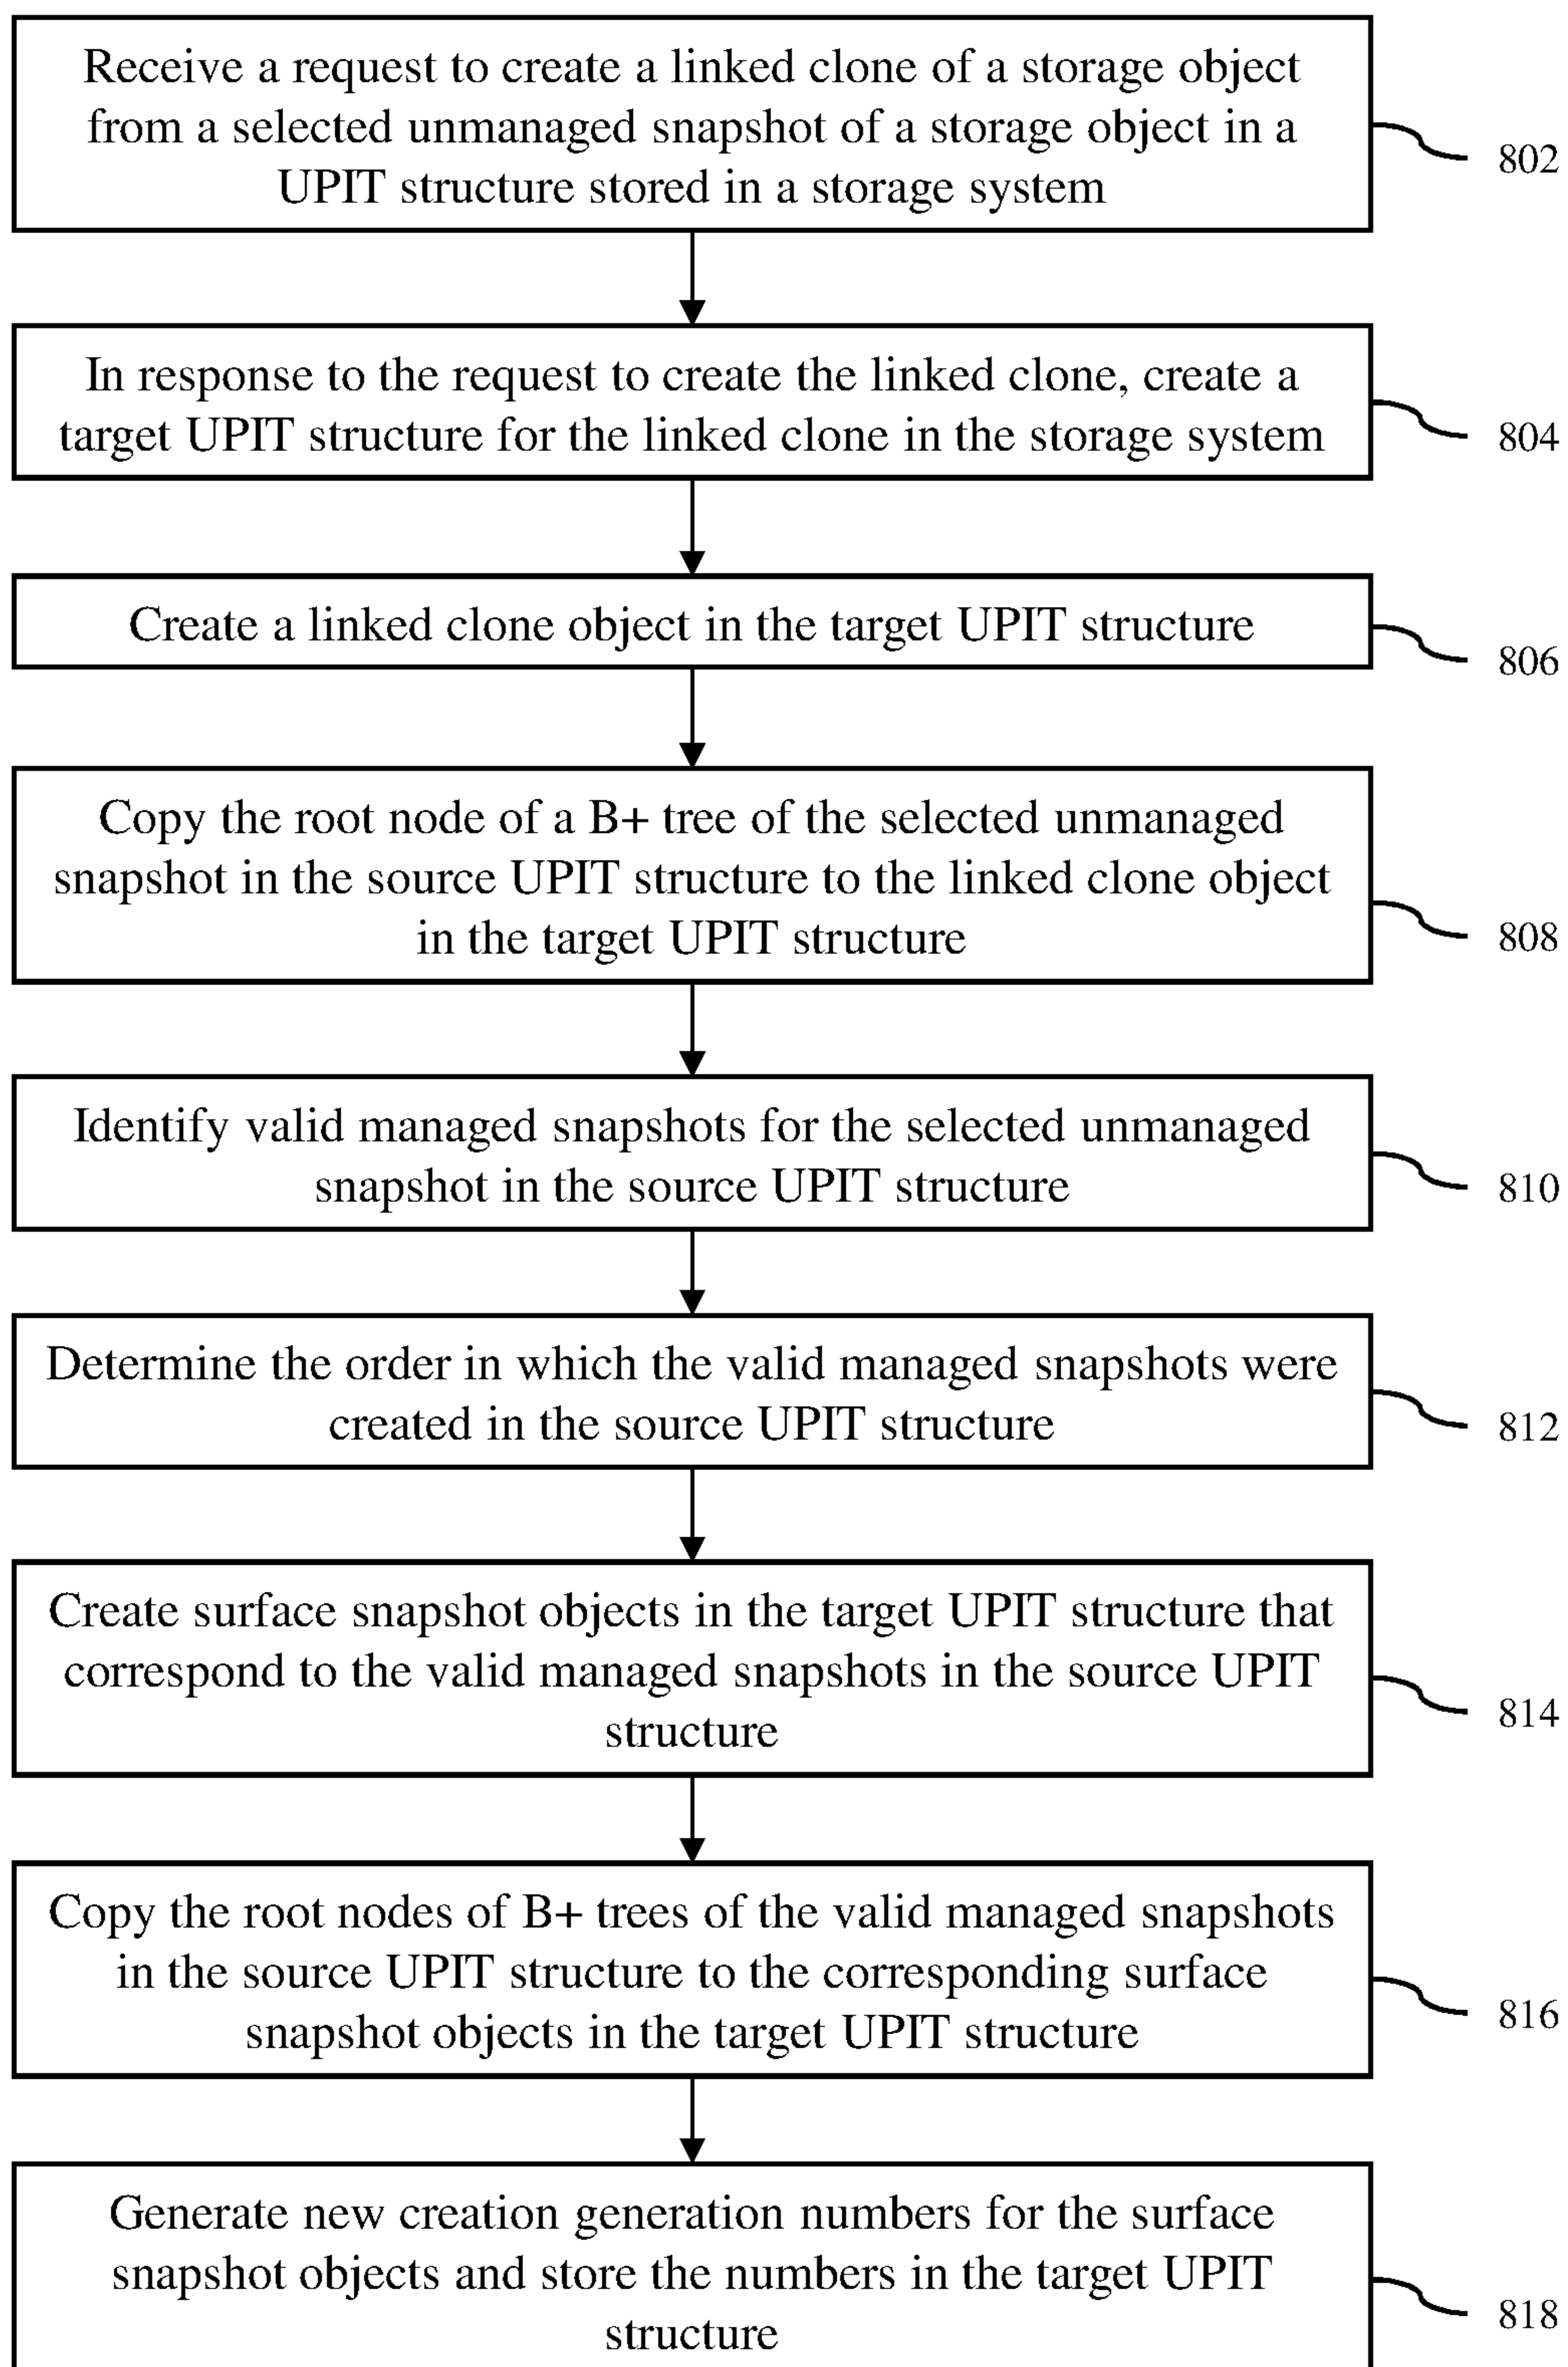 Receive a request to create a linked clone of a storage object
from a selected unmanaged snapshot of a storage object in a
UPIT structure stored in a storage system
802
In response to the request to create the linked clone, create a
target UPIT structure for the linked clone in the storage system
804
Create a linked clone object in the target UPIT structure
806
Copy the root node of a B+ tree of the selected unmanaged
snapshot in the source UPIT structure to the linked clone object
in the target UPIT structure
808
Identify valid managed snapshots for the selected unmanaged
snapshot in the source UPIT structure
810
Determine the order in which the valid managed snapshots were
created in the source UPIT structure
812
Create surface snapshot objects in the target UPIT structure that
correspond to the valid managed snapshots in the source UPIT
structure
814
Copy the root nodes of B+ trees of the valid managed snapshots
in the source UPIT structure to the corresponding surface
snapshot objects in the target UPIT structure
816
Generate new creation generation numbers for the surface
snapshot objects and store the numbers in the target UPIT
structure
818